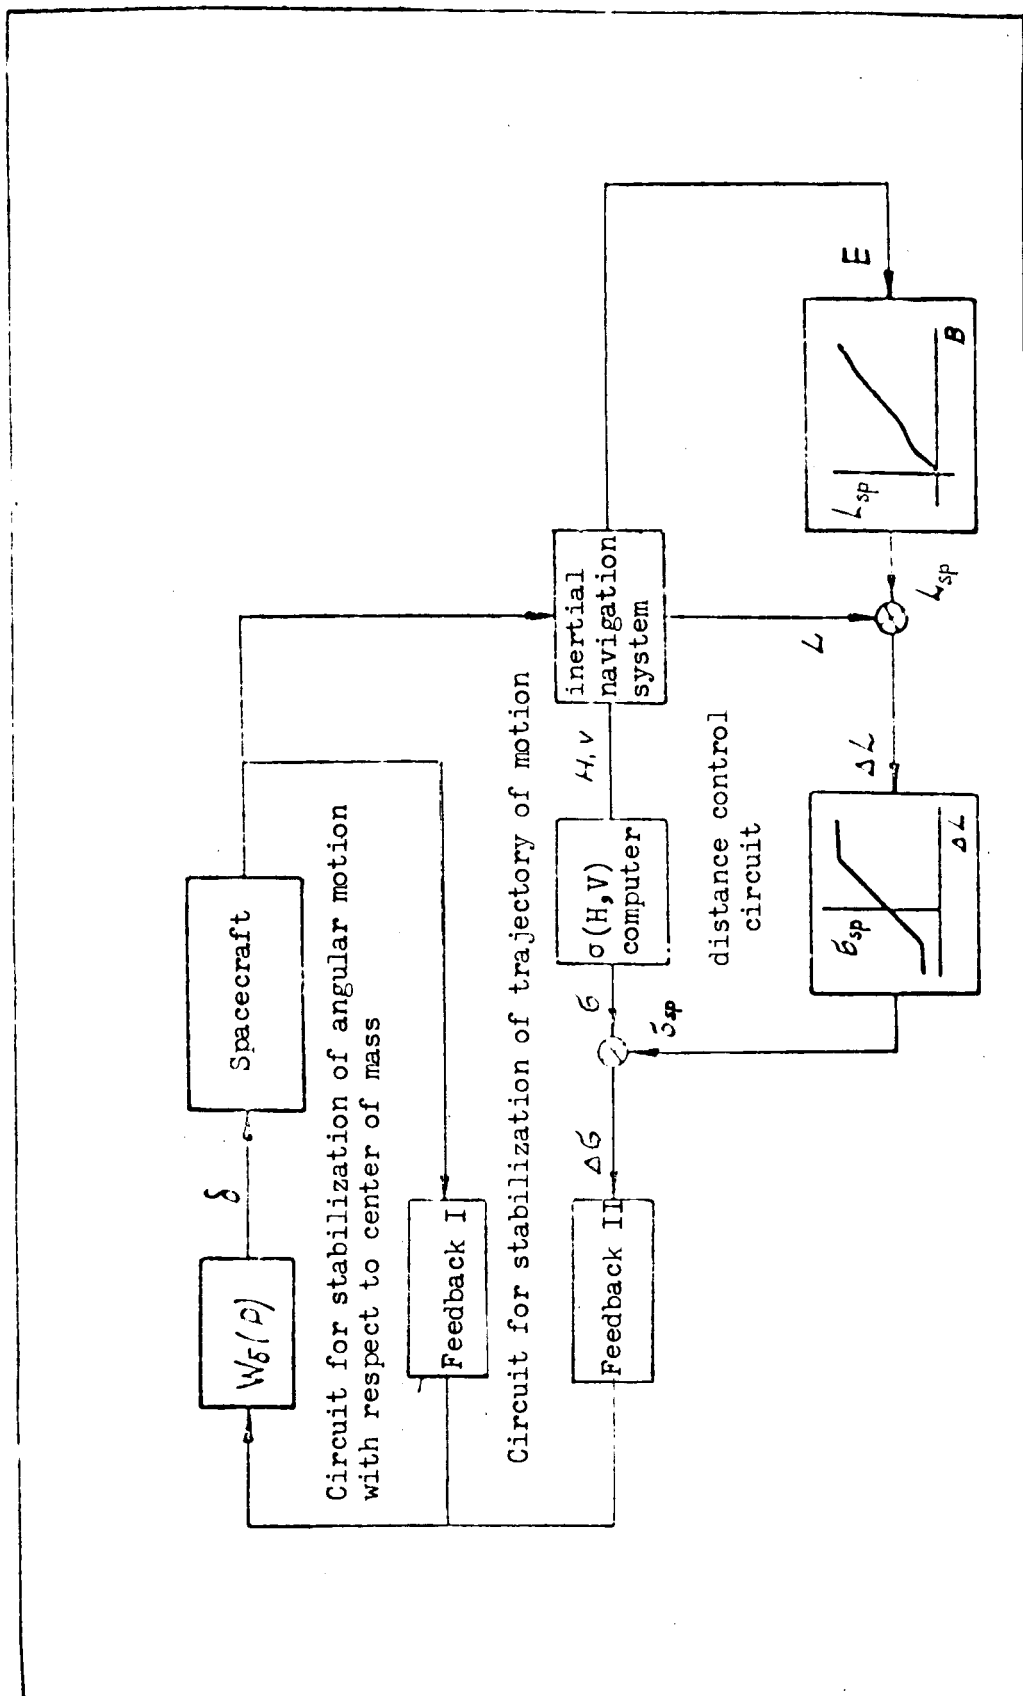 Wδ(p)
δ
Spacecraft
Circuit for stabilization of angular motion
with respect to center of mass
Feedback I
Circuit for stabilization of trajectory of motion
Feedback II
Δσ
σ
σsp
σ(H,V)
computer
H,V
inertial
navigation
system
distance control
circuit
L
E
Lsp
B
Lsp
ΔL
σsp
ΔL